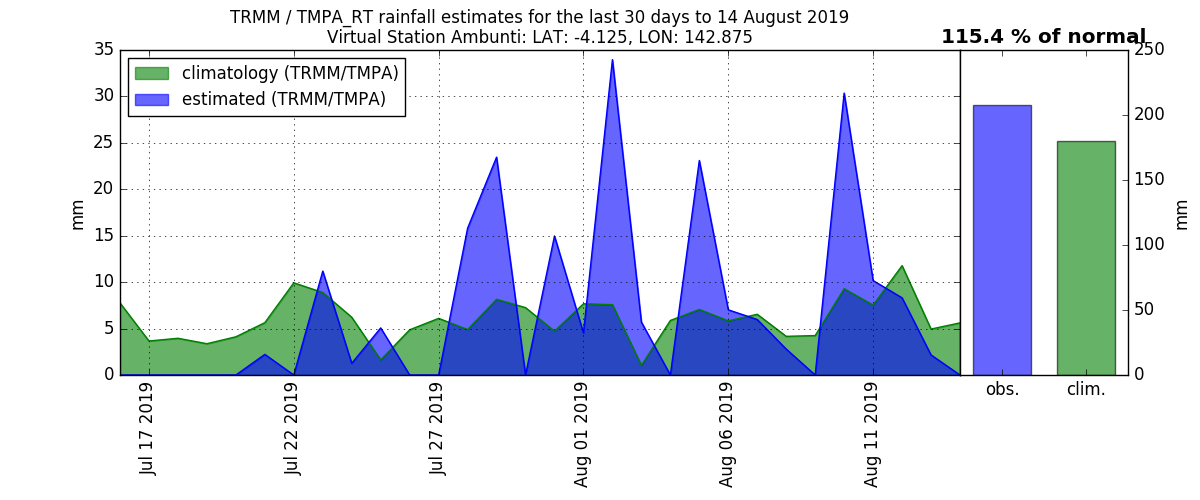 TRMM / TMPA_RT rainfall estimates for the last 30 days to 14 August 2019
Virtual Station Ambunti: LAT: -4.125, LON: 142.875
115.4 % of normal
climatology (TRMM/TMPA)
estimated (TRMM/TMPA)
35
30
25
20
15
10
5
0
mm
250
200
150
100
50
0
mm
Jul 17 2019
Jul 22 2019
Jul 27 2019
Aug 01 2019
Aug 06 2019
Aug 11 2019
obs.
clim.